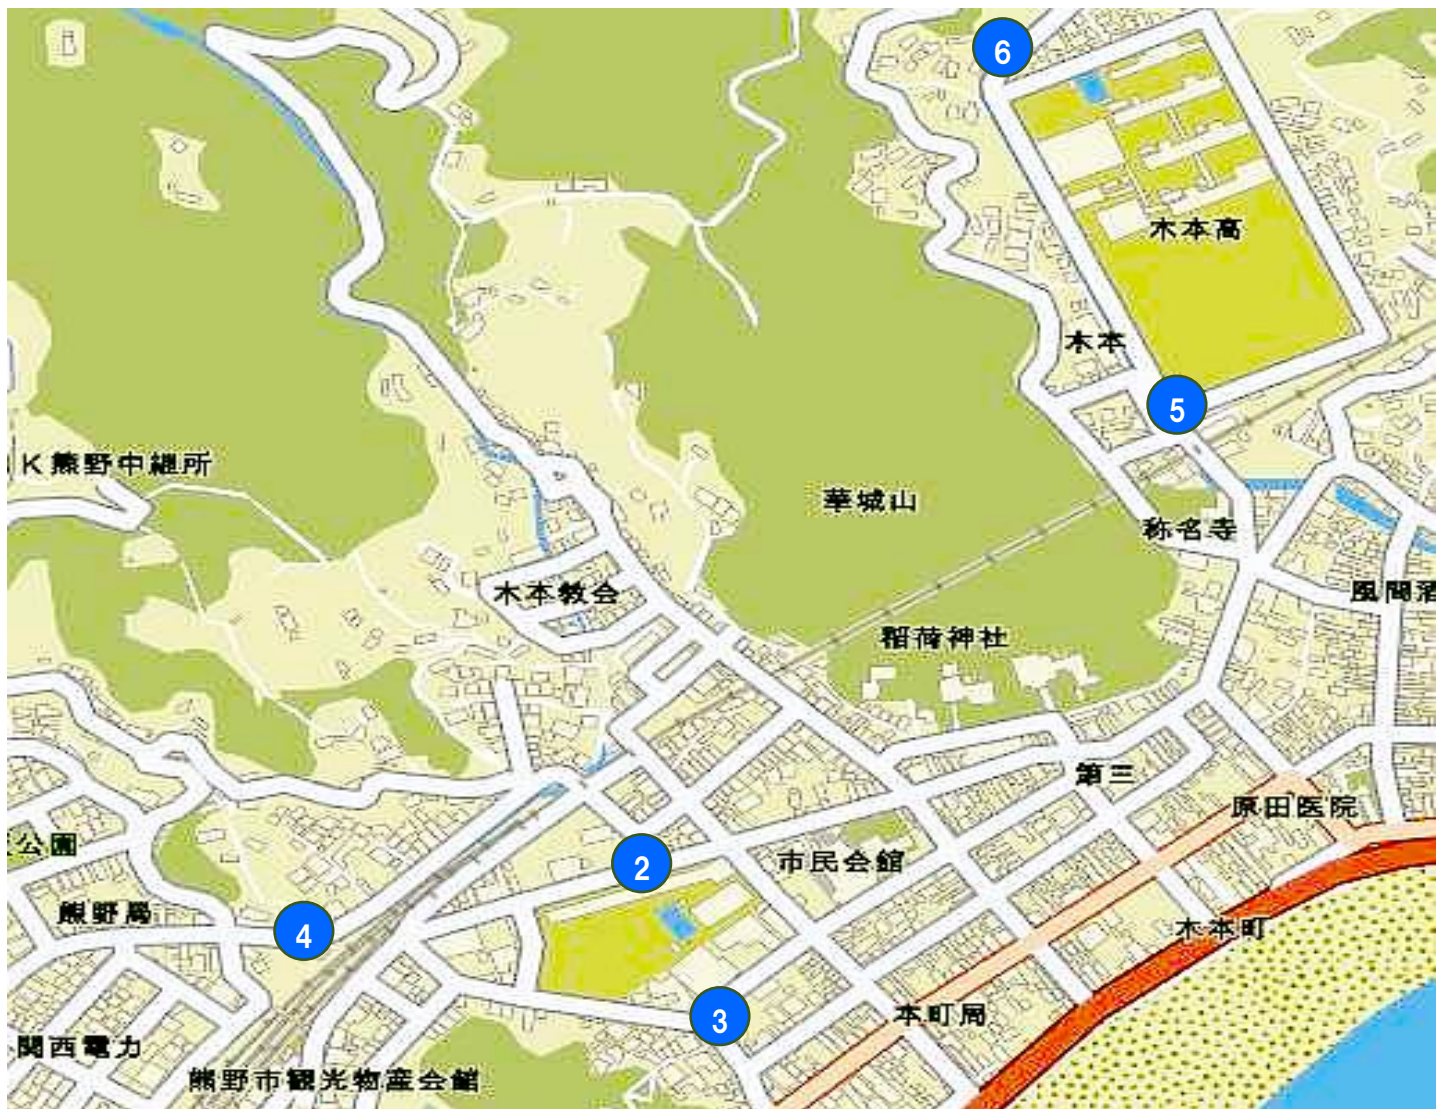 6
木本高
木本
5
K熊野中継所
華城山
称名寺
木本教会
風間酒
稲荷神社
第三
原田医院
公園
2
市民会館
熊野局
4
木本町
3
本町局
関西電力
熊野市観光物産会館